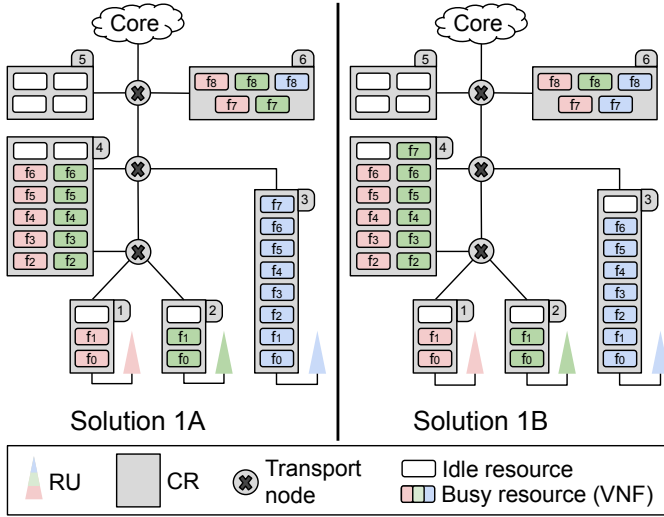 Core
5
6
f8 f8 f8
f7 f7
4
f6 f6
f5 f5
f4 f4
f3 f3
f2 f2
3
f7
f6
f5
f4
f3
f2
f1
f0
1
f1
f0
2
f1
f0
Solution 1A
Core
5
6
f8 f8 f8
f7 f7
4
f7
f6 f6
f5 f5
f4 f4
f3 f3
f2 f2
3
f6
f5
f4
f3
f2
f1
f0
1
f1
f0
2
f1
f0
Solution 1B
RU
CR
Transport
node
Idle resource
Busy resource (VNF)